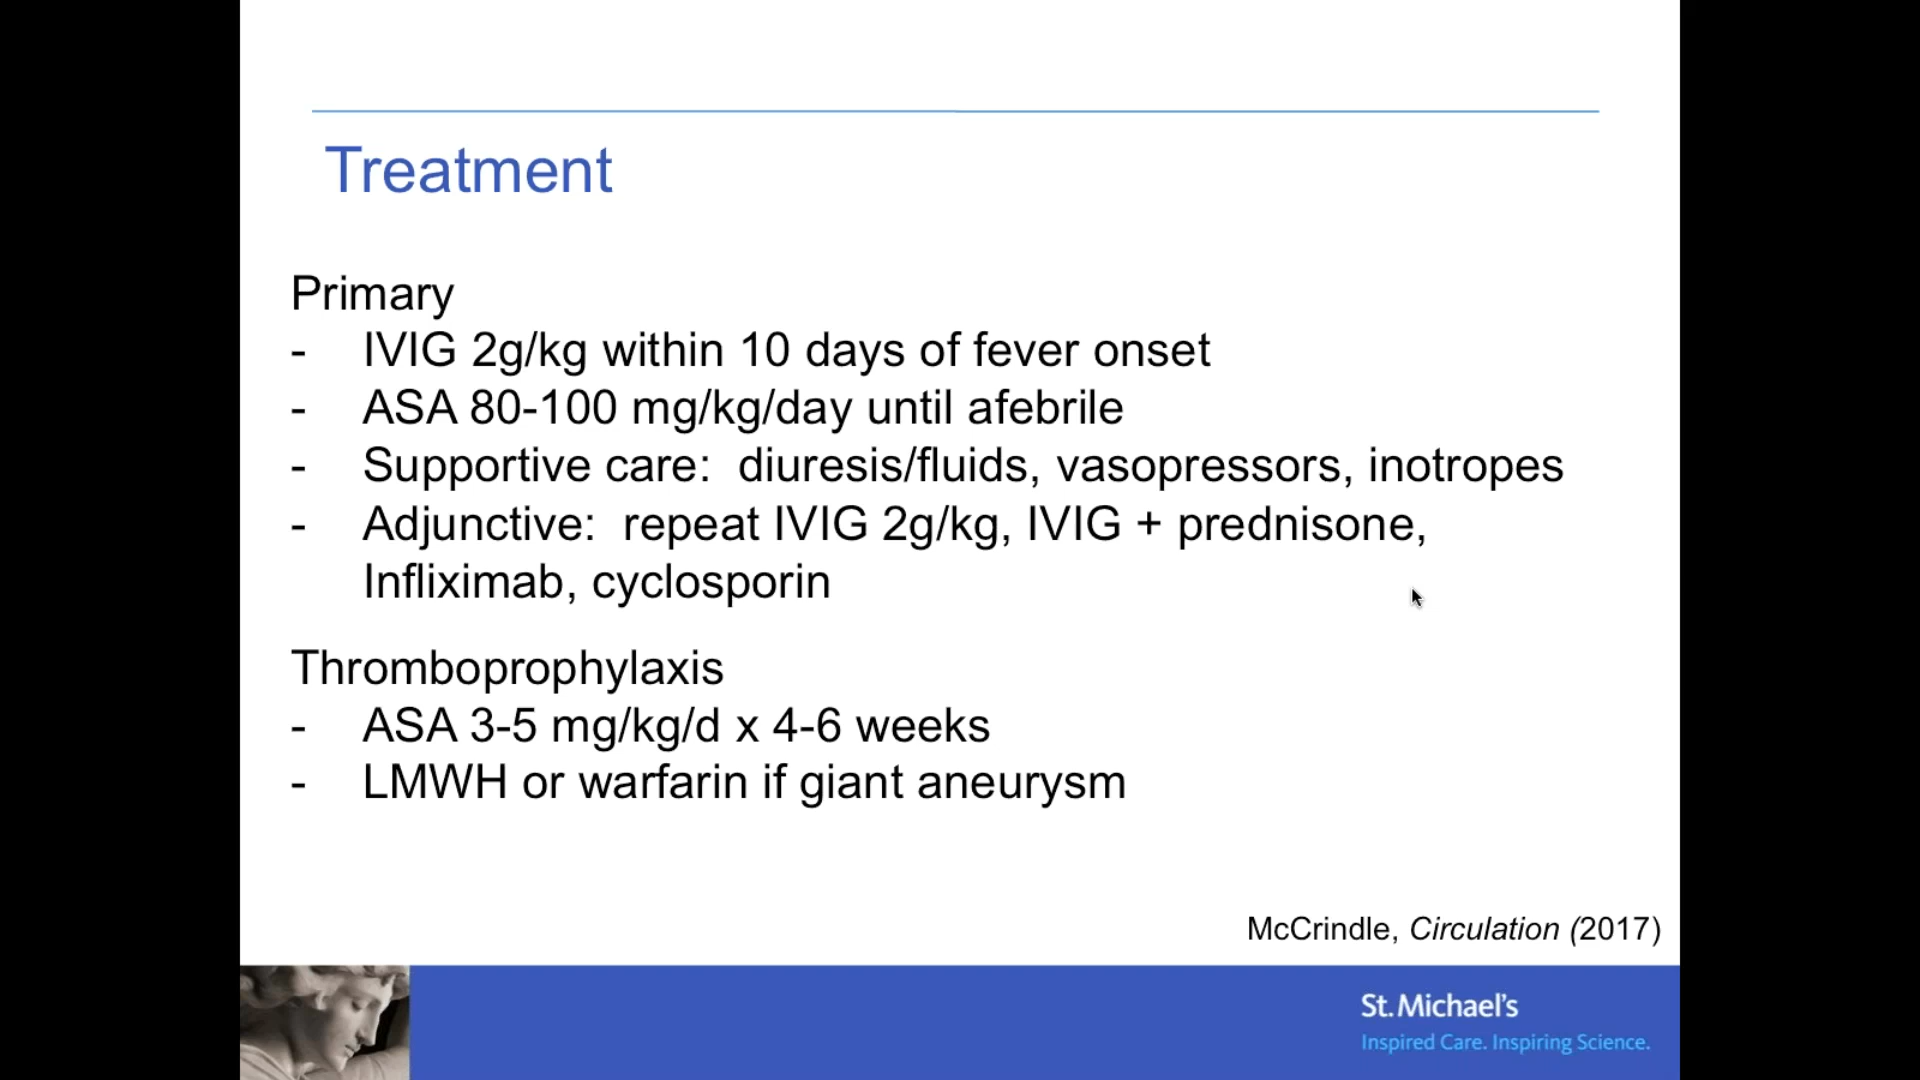 Treatment
Primary
- IVIG 2g/kg within 10 days of fever onset
- ASA 80-100 mg/kg/day until afebrile
- Supportive care:  diuresis/fluids, vasopressors, inotropes
- Adjunctive:  repeat IVIG 2g/kg, IVIG + prednisone,
Infliximab, cyclosporin
Thromboprophylaxis
- ASA 3-5 mg/kg/d x 4-6 weeks
- LMWH or warfarin if giant aneurysm
McCrindle, Circulation (2017)
St. Michael's
Inspired Care. Inspiring Science.